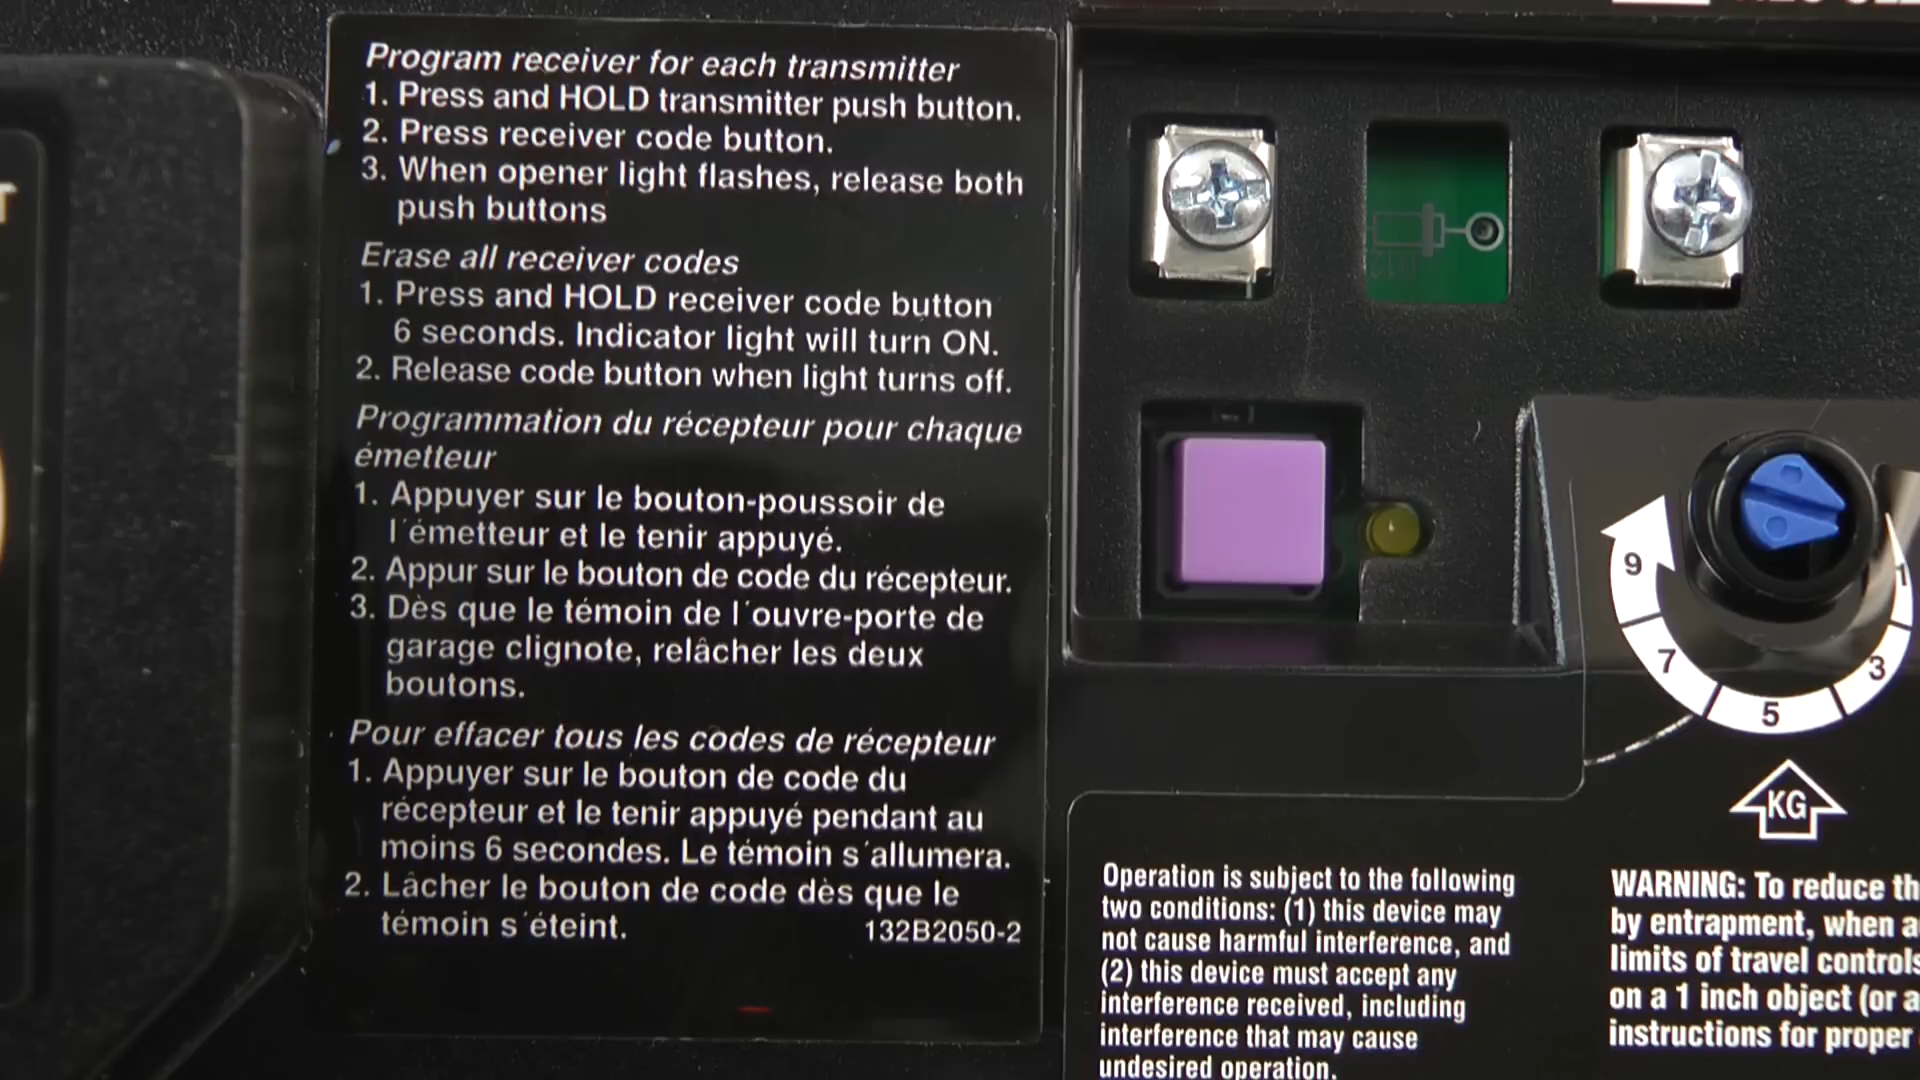 Program receiver for each transmitter
1. Press and HOLD transmitter push button.
2. Press receiver code button.
3. When opener light flashes, release both
push buttons
Erase all receiver codes
1. Press and HOLD receiver code button
6 seconds. Indicator light will turn ON.
2. Release code button when light turns off.
Programmation du récepteur pour chaque
émetteur
1. Appuyer sur le bouton-poussoir de
l'émetteur et le tenir appuyé.
2. Appur sur le bouton de code du récepteur.
3. Dès que le témoin de l'ouvre-porte de
garage clignote, relâcher les deux
boutons.
Pour effacer tous les codes de récepteur
1. Appuyer sur le bouton de code du
récepteur et le tenir appuyé pendant au
moins 6 secondes. Le témoin s'allumera.
2. Lâcher le bouton de code dès que le
témoin s'éteint.
132B2050-2
9
7
5
3
1
KG
Operation is subject to the following
two conditions: (1) this device may
not cause harmful interference, and
(2) this device must accept any
interference received, including
interference that may cause
undesired operation.
WARNING: To reduce
by entrapment, when
limits of travel controls
on a 1 inch object (or
instructions for proper